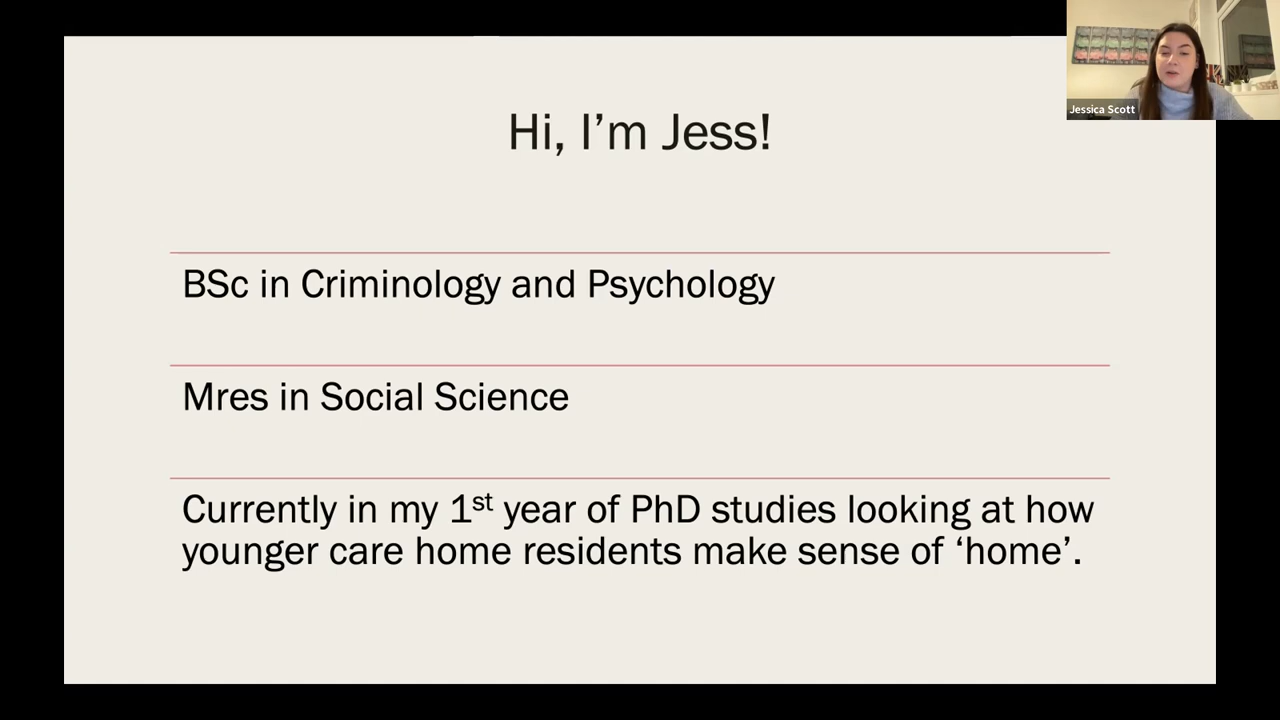 Jessica Scott
Hi, I’m Jess!
BSc in Criminology and Psychology
Mres in Social Science
Currently in my 1st year of PhD studies looking at how
younger care home residents make sense of ‘home’.